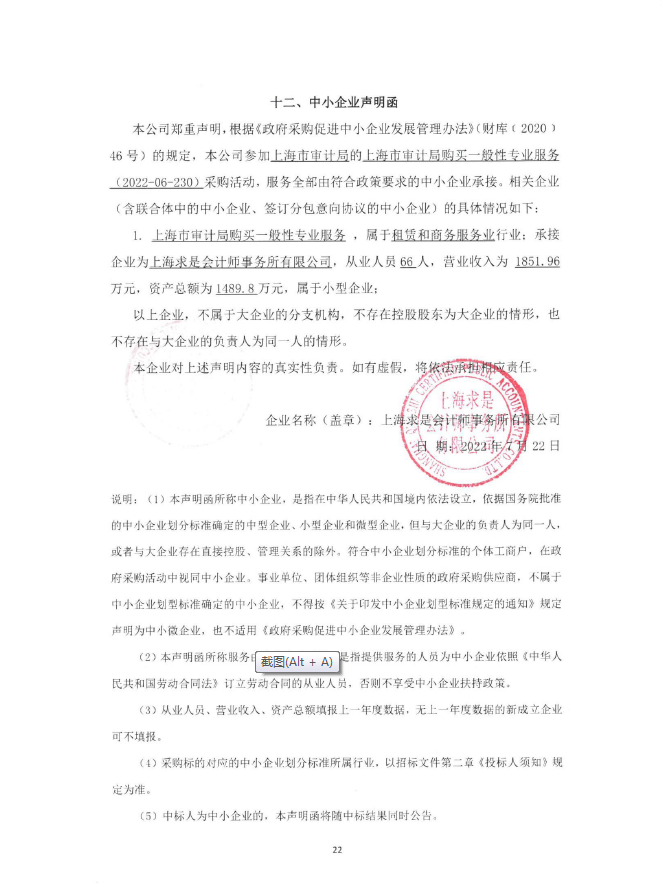 十二、中小企业声明函
本公司郑重声明，根据《政府采购促进中小企业发展管理办法》（财库﹝2020﹞
46号）的规定，本公司参加上海市审计局的上海市审计局购买一般性专业服务
（2022-06-230）采购活动，服务全部由符合政策要求的中小企业承接。相关企业
（含联合体中的中小企业、签订分包意向协议的中小企业）的具体情况如下：
1. 上海市审计局购买一般性专业服务 ，属于租赁和商务服务业行业；承接
企业为上海求是会计师事务所有限公司，从业人员66人，营业收入为 1851.96
万元，资产总额为1489.8万元，属于小型企业；
以上企业，不属于大企业的分支机构，不存在控股股东为大企业的情形，也
不存在与大企业的负责人为同一人的情形。
本企业对上述声明内容的真实性负责。如有虚假，将依法承担相应责任。
企业名称（盖章）：上海求是会计师事务所有限公司
日 期：2022年7月22日
SHANGHAI QIUSHI CERTIFIED PUBLIC ACCOUNTANTS CO.,LTD
上海求是
会计师事务所
有限公司
说明：（1）本声明函所称中小企业，是指在中华人民共和国境内依法设立，依据国务院批准
的中小企业划分标准确定的中型企业、小型企业和微型企业，但与大企业的负责人为同一人，
或者与大企业存在直接控股、管理关系的除外。符合中小企业划分标准的个体工商户，在政
府采购活动中视同中小企业。事业单位、团体组织等非企业性质的政府采购供应商，不属于
中小企业划型标准确定的中小企业，不得按《关于印发中小企业划型标准规定的通知》规定
声明为中小微企业，也不适用《政府采购促进中小企业发展管理办法》。
（2）本声明函所称服务 截图(Alt + A) 是指提供服务的人员为中小企业依照《中华人
民共和国劳动合同法》订立劳动合同的从业人员，否则不享受中小企业扶持政策。
（3）从业人员、营业收入、资产总额填报上一年度数据，无上一年度数据的新成立企业
可不填报。
（4）采购标的对应的中小企业划分标准所属行业，以招标文件第二章《投标人须知》规
定为准。
（5）中标人为中小企业的，本声明函将随中标结果同时公告。
22